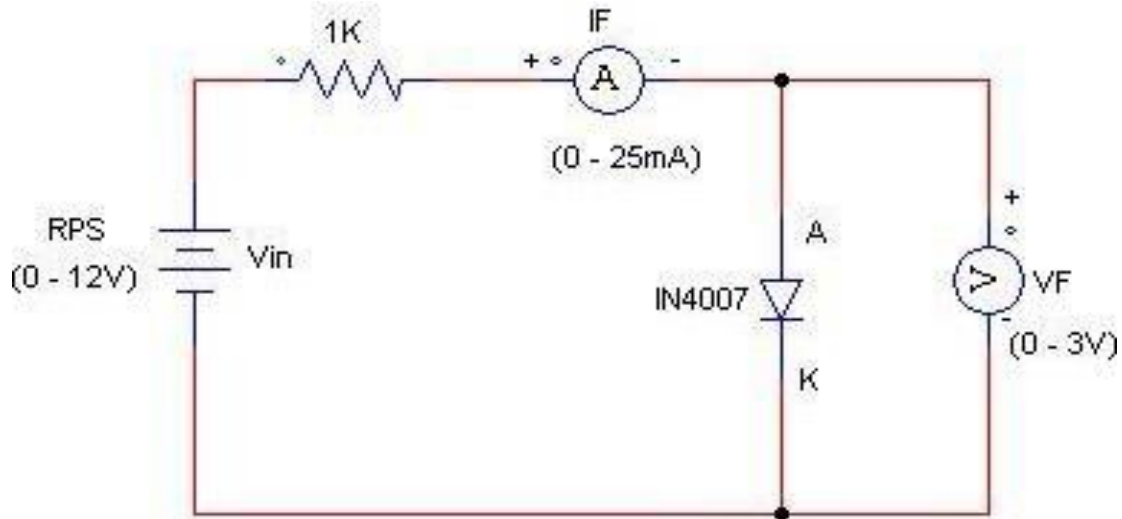 1K
IF
+
-
A
(0 - 25mA)
RPS
(0 - 12V)
Vin
A
IN4007
K
+
V
VF
-
(0 - 3V)